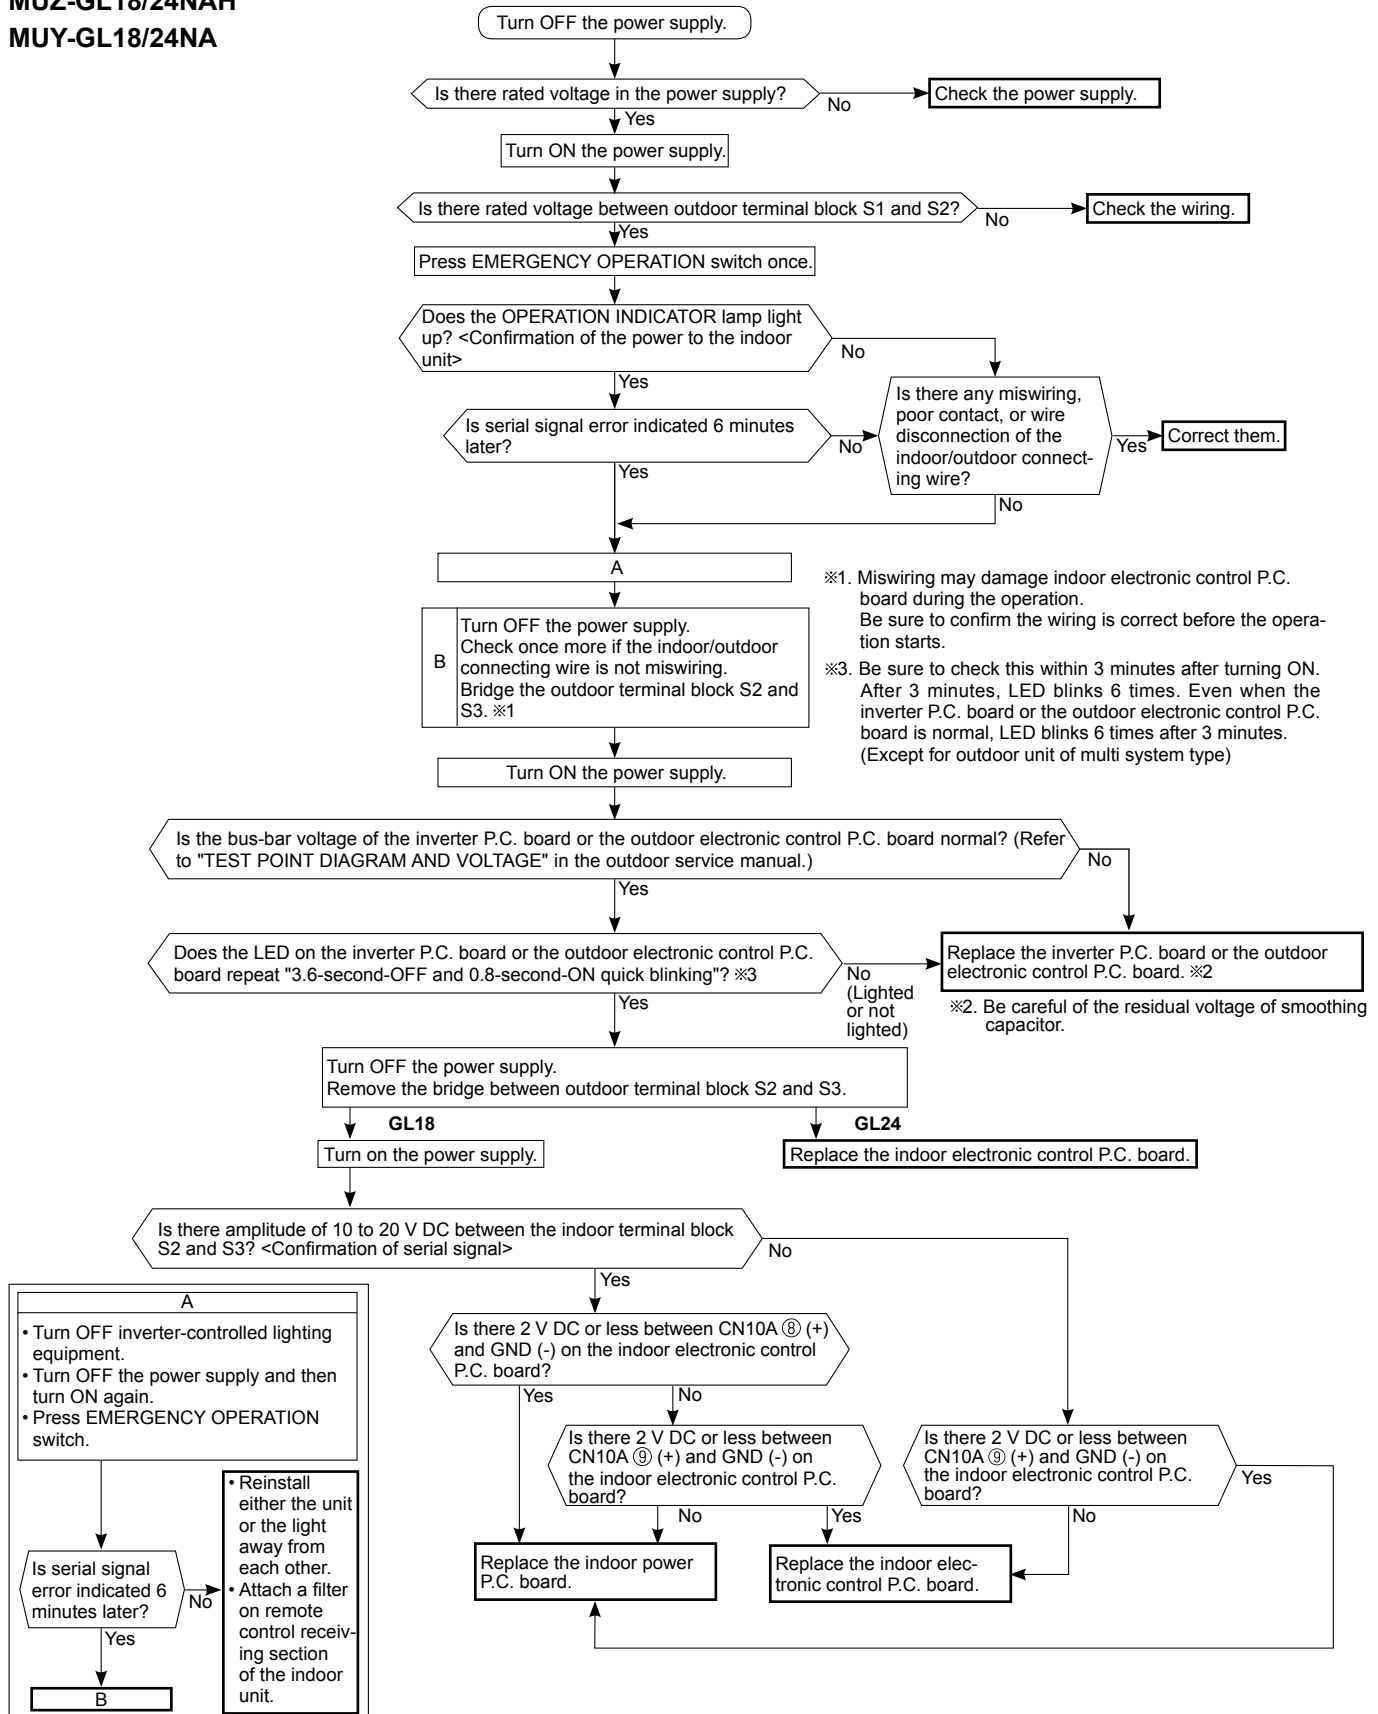 MUZ-GL18/24NAH
MUY-GL18/24NA
Turn OFF the power supply.
Is there rated voltage in the power supply?
No
Check the power supply.
Yes
Turn ON the power supply.
Is there rated voltage between outdoor terminal block S1 and S2?
No
Check the wiring.
Yes
Press EMERGENCY OPERATION switch once.
Does the OPERATION INDICATOR lamp light
up? <Confirmation of the power to the indoor
unit>
No
Yes
Is serial signal error indicated 6 minutes
later?
No
Yes
Is there any miswiring,
poor contact, or wire
disconnection of the
indoor/outdoor connect-
ing wire?
Yes
Correct them.
No
A
B
Turn OFF the power supply.
Check once more if the indoor/outdoor
connecting wire is not miswiring.
Bridge the outdoor terminal block S2 and
S3. ※1
※1. Miswiring may damage indoor electronic control P.C.
board during the operation.
Be sure to confirm the wiring is correct before the opera-
tion starts.
※3. Be sure to check this within 3 minutes after turning ON.
After 3 minutes, LED blinks 6 times. Even when the
inverter P.C. board or the outdoor electronic control P.C.
board is normal, LED blinks 6 times after 3 minutes.
(Except for outdoor unit of multi system type)
Turn ON the power supply.
Is the bus-bar voltage of the inverter P.C. board or the outdoor electronic control P.C. board normal? (Refer
to "TEST POINT DIAGRAM AND VOLTAGE" in the outdoor service manual.)
No
Yes
Does the LED on the inverter P.C. board or the outdoor electronic control P.C.
board repeat "3.6-second-OFF and 0.8-second-ON quick blinking"? ※3
No
(Lighted
or not
lighted)
Yes
Replace the inverter P.C. board or the outdoor
electronic control P.C. board. ※2
※2. Be careful of the residual voltage of smoothing
capacitor.
Turn OFF the power supply.
Remove the bridge between outdoor terminal block S2 and S3.
GL18
GL24
Turn on the power supply.
Replace the indoor electronic control P.C. board.
Is there amplitude of 10 to 20 V DC between the indoor terminal block
S2 and S3? <Confirmation of serial signal>
No
Yes
Is there 2 V DC or less between CN10A ⑧ (+)
and GND (-) on the indoor electronic control
P.C. board?
Yes
No
Is there 2 V DC or less between
CN10A ⑨ (+) and GND (-) on
the indoor electronic control P.C.
board?
No
Yes
Is there 2 V DC or less between
CN10A ⑨ (+) and GND (-) on
the indoor electronic control P.C.
board?
Yes
No
Replace the indoor power
P.C. board.
Replace the indoor elec-
tronic control P.C. board.
A
• Turn OFF inverter-controlled lighting
equipment.
• Turn OFF the power supply and then
turn ON again.
• Press EMERGENCY OPERATION
switch.
Is serial signal
error indicated 6
minutes later?
No
Yes
B
• Reinstall
either the unit
or the light
away from
each other.
• Attach a filter
on remote
control receiv-
ing section
of the indoor
unit.